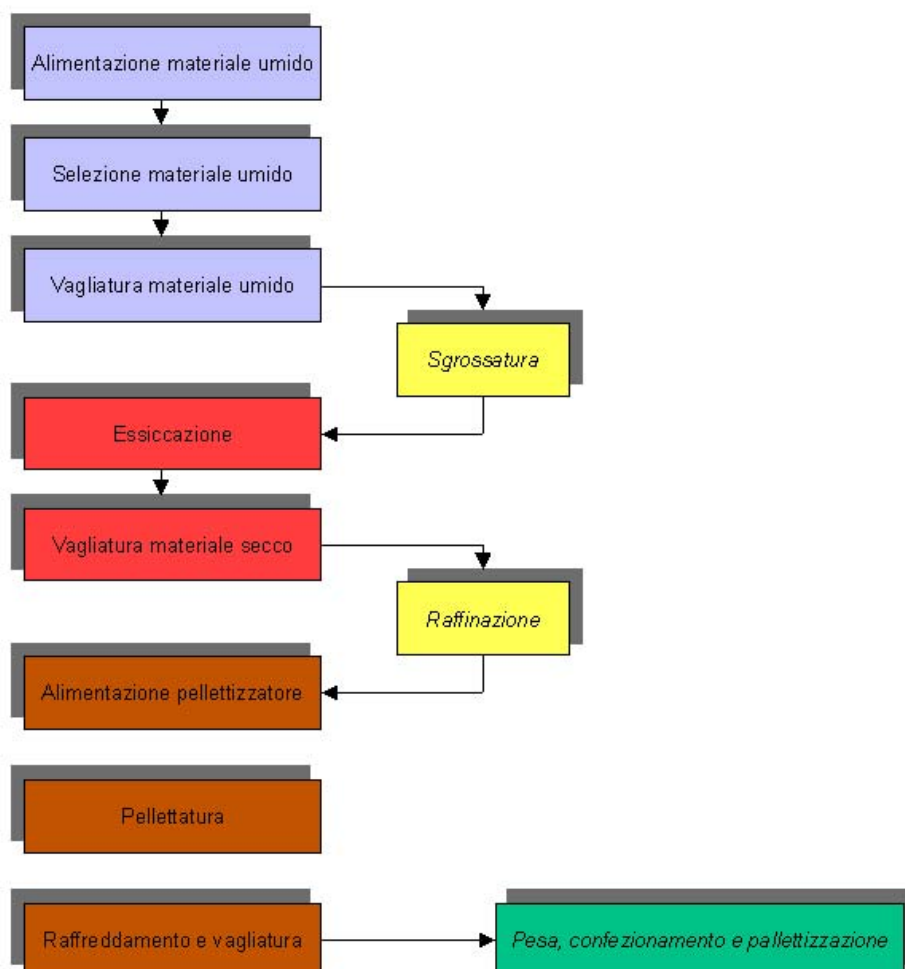 Alimentazione materiale umido
Selezione materiale umido
Vagliatura materiale umido
Sgrossatura
Essiccazione
Vagliatura materiale secco
Raffinazione
Alimentazione pellettizzatore
Pellettatura
Raffreddamento e vagliatura
Pesa, confezionamento e pallettizzazione